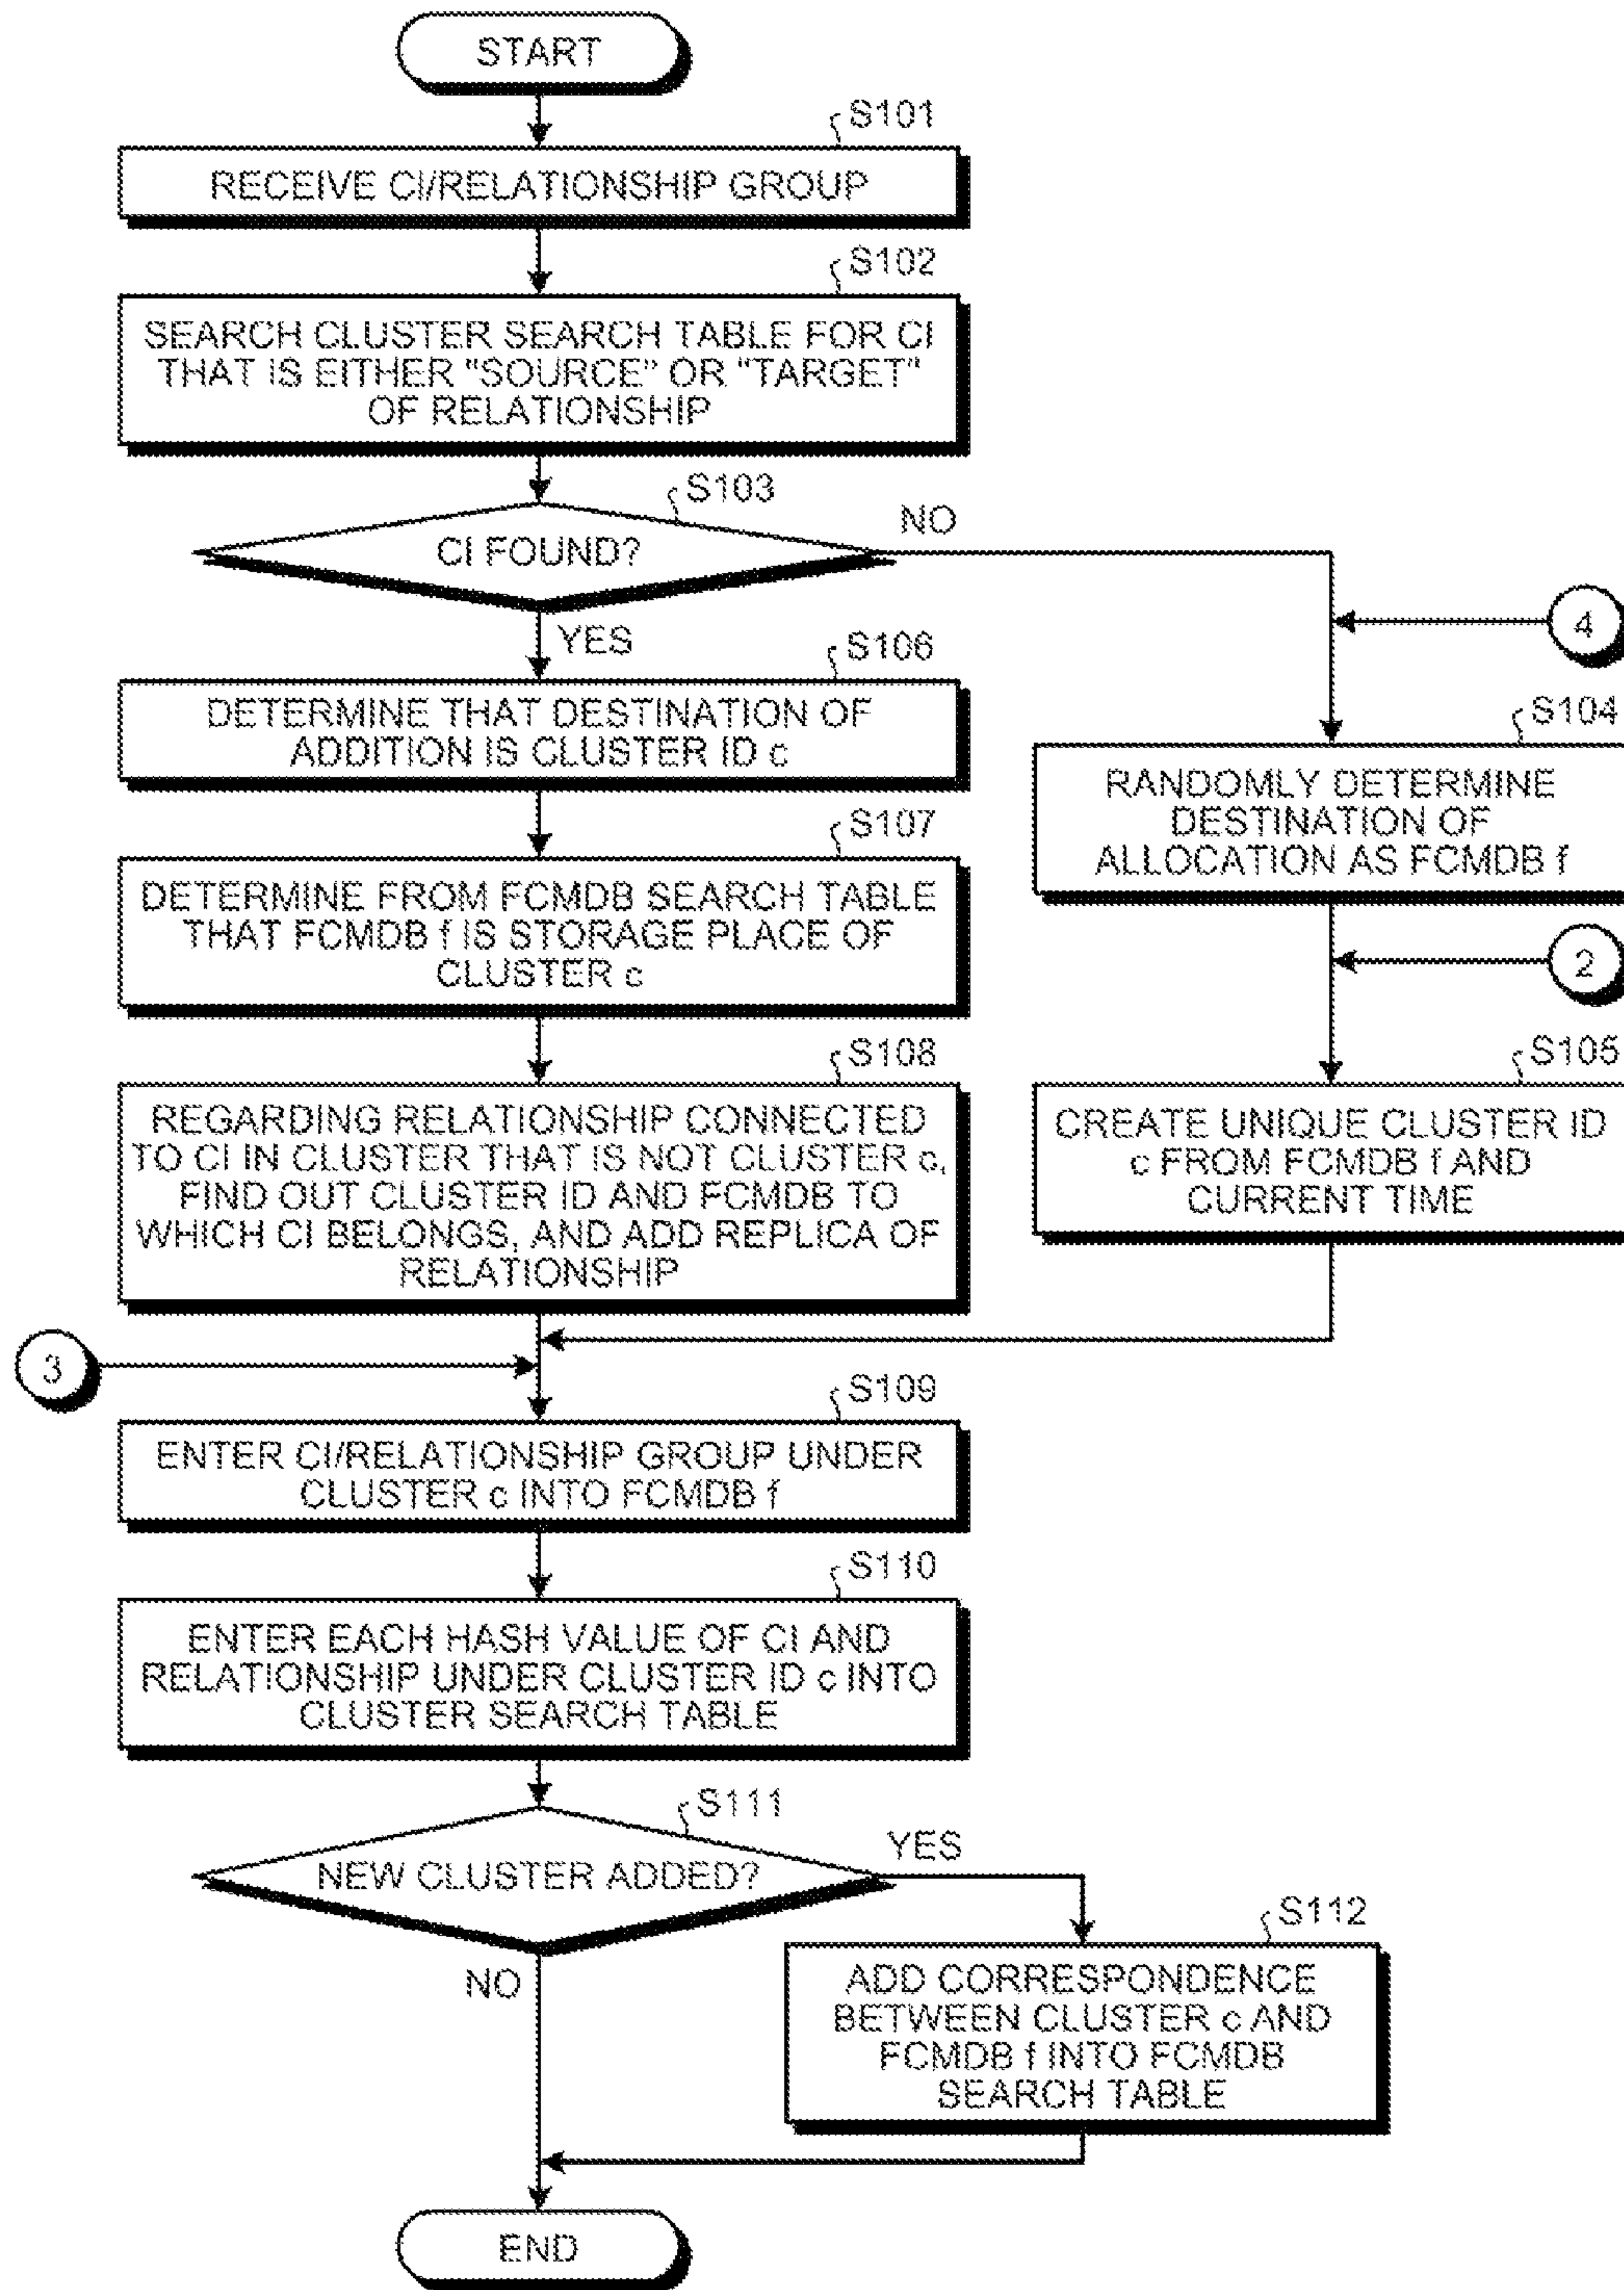 START
S101
RECEIVE CI/RELATIONSHIP GROUP
S102
SEARCH CLUSTER SEARCH TABLE FOR CI
THAT IS EITHER "SOURCE" OR "TARGET"
OF RELATIONSHIP
S103
CI FOUND?
NO
YES
4
S104
RANDOMLY DETERMINE
DESTINATION OF
ALLOCATION AS FCMDB f
2
S105
CREATE UNIQUE CLUSTER ID
c FROM FCMDB f AND
CURRENT TIME
S106
DETERMINE THAT DESTINATION OF
ADDITION IS CLUSTER ID c
S107
DETERMINE FROM FCMDB SEARCH TABLE
THAT FCMDB f IS STORAGE PLACE OF
CLUSTER c
S108
REGARDING RELATIONSHIP CONNECTED
TO CI IN CLUSTER THAT IS NOT CLUSTER c,
FIND OUT CLUSTER ID AND FCMDB TO
WHICH CI BELONGS, AND ADD REPLICA OF
RELATIONSHIP
3
S109
ENTER CI/RELATIONSHIP GROUP UNDER
CLUSTER c INTO FCMDB f
S110
ENTER EACH HASH VALUE OF CI AND
RELATIONSHIP UNDER CLUSTER ID c INTO
CLUSTER SEARCH TABLE
S111
NEW CLUSTER ADDED?
YES
NO
S112
ADD CORRESPONDENCE
BETWEEN CLUSTER c AND
FCMDB f INTO FCMDB
SEARCH TABLE
END